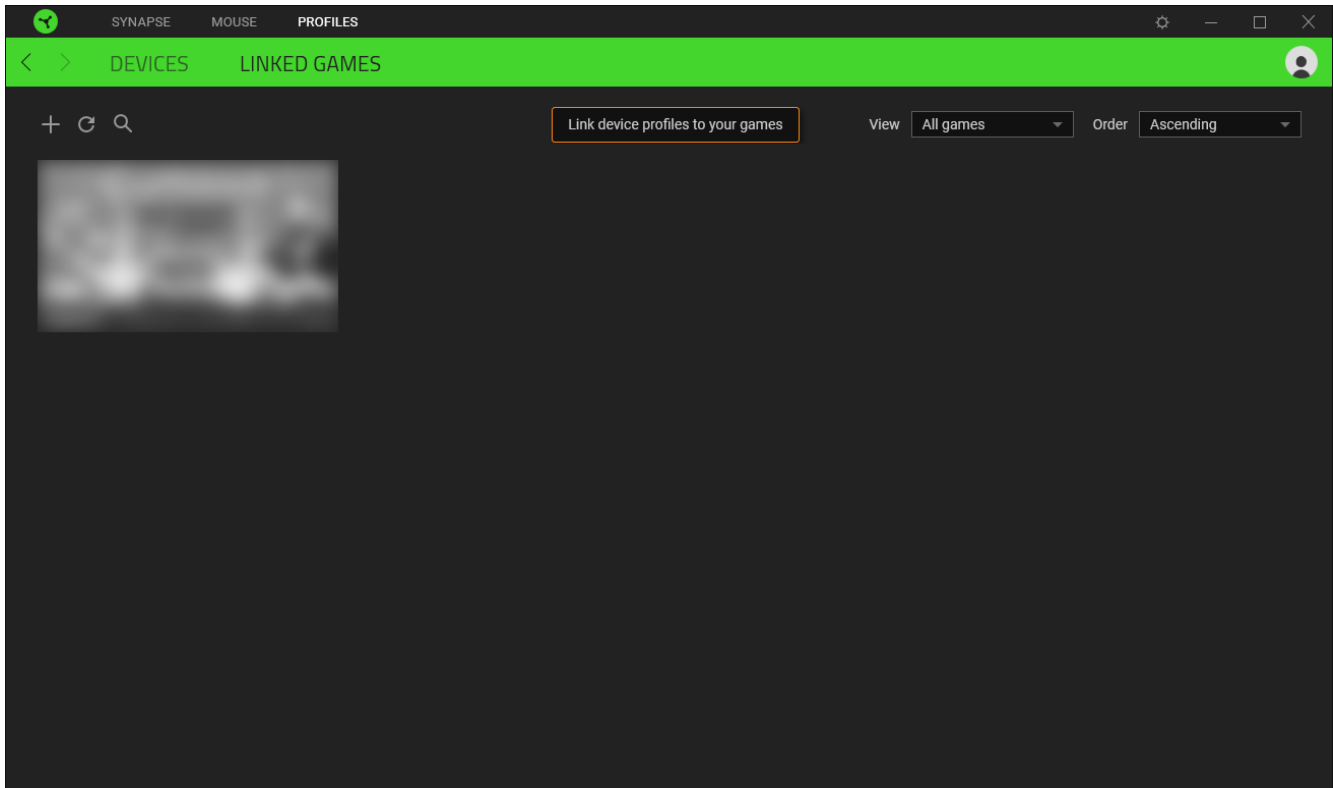 SYNAPSE MOUSE PROFILES
DEVICES LINKED GAMES
Link device profiles to your games View All games Order Ascending